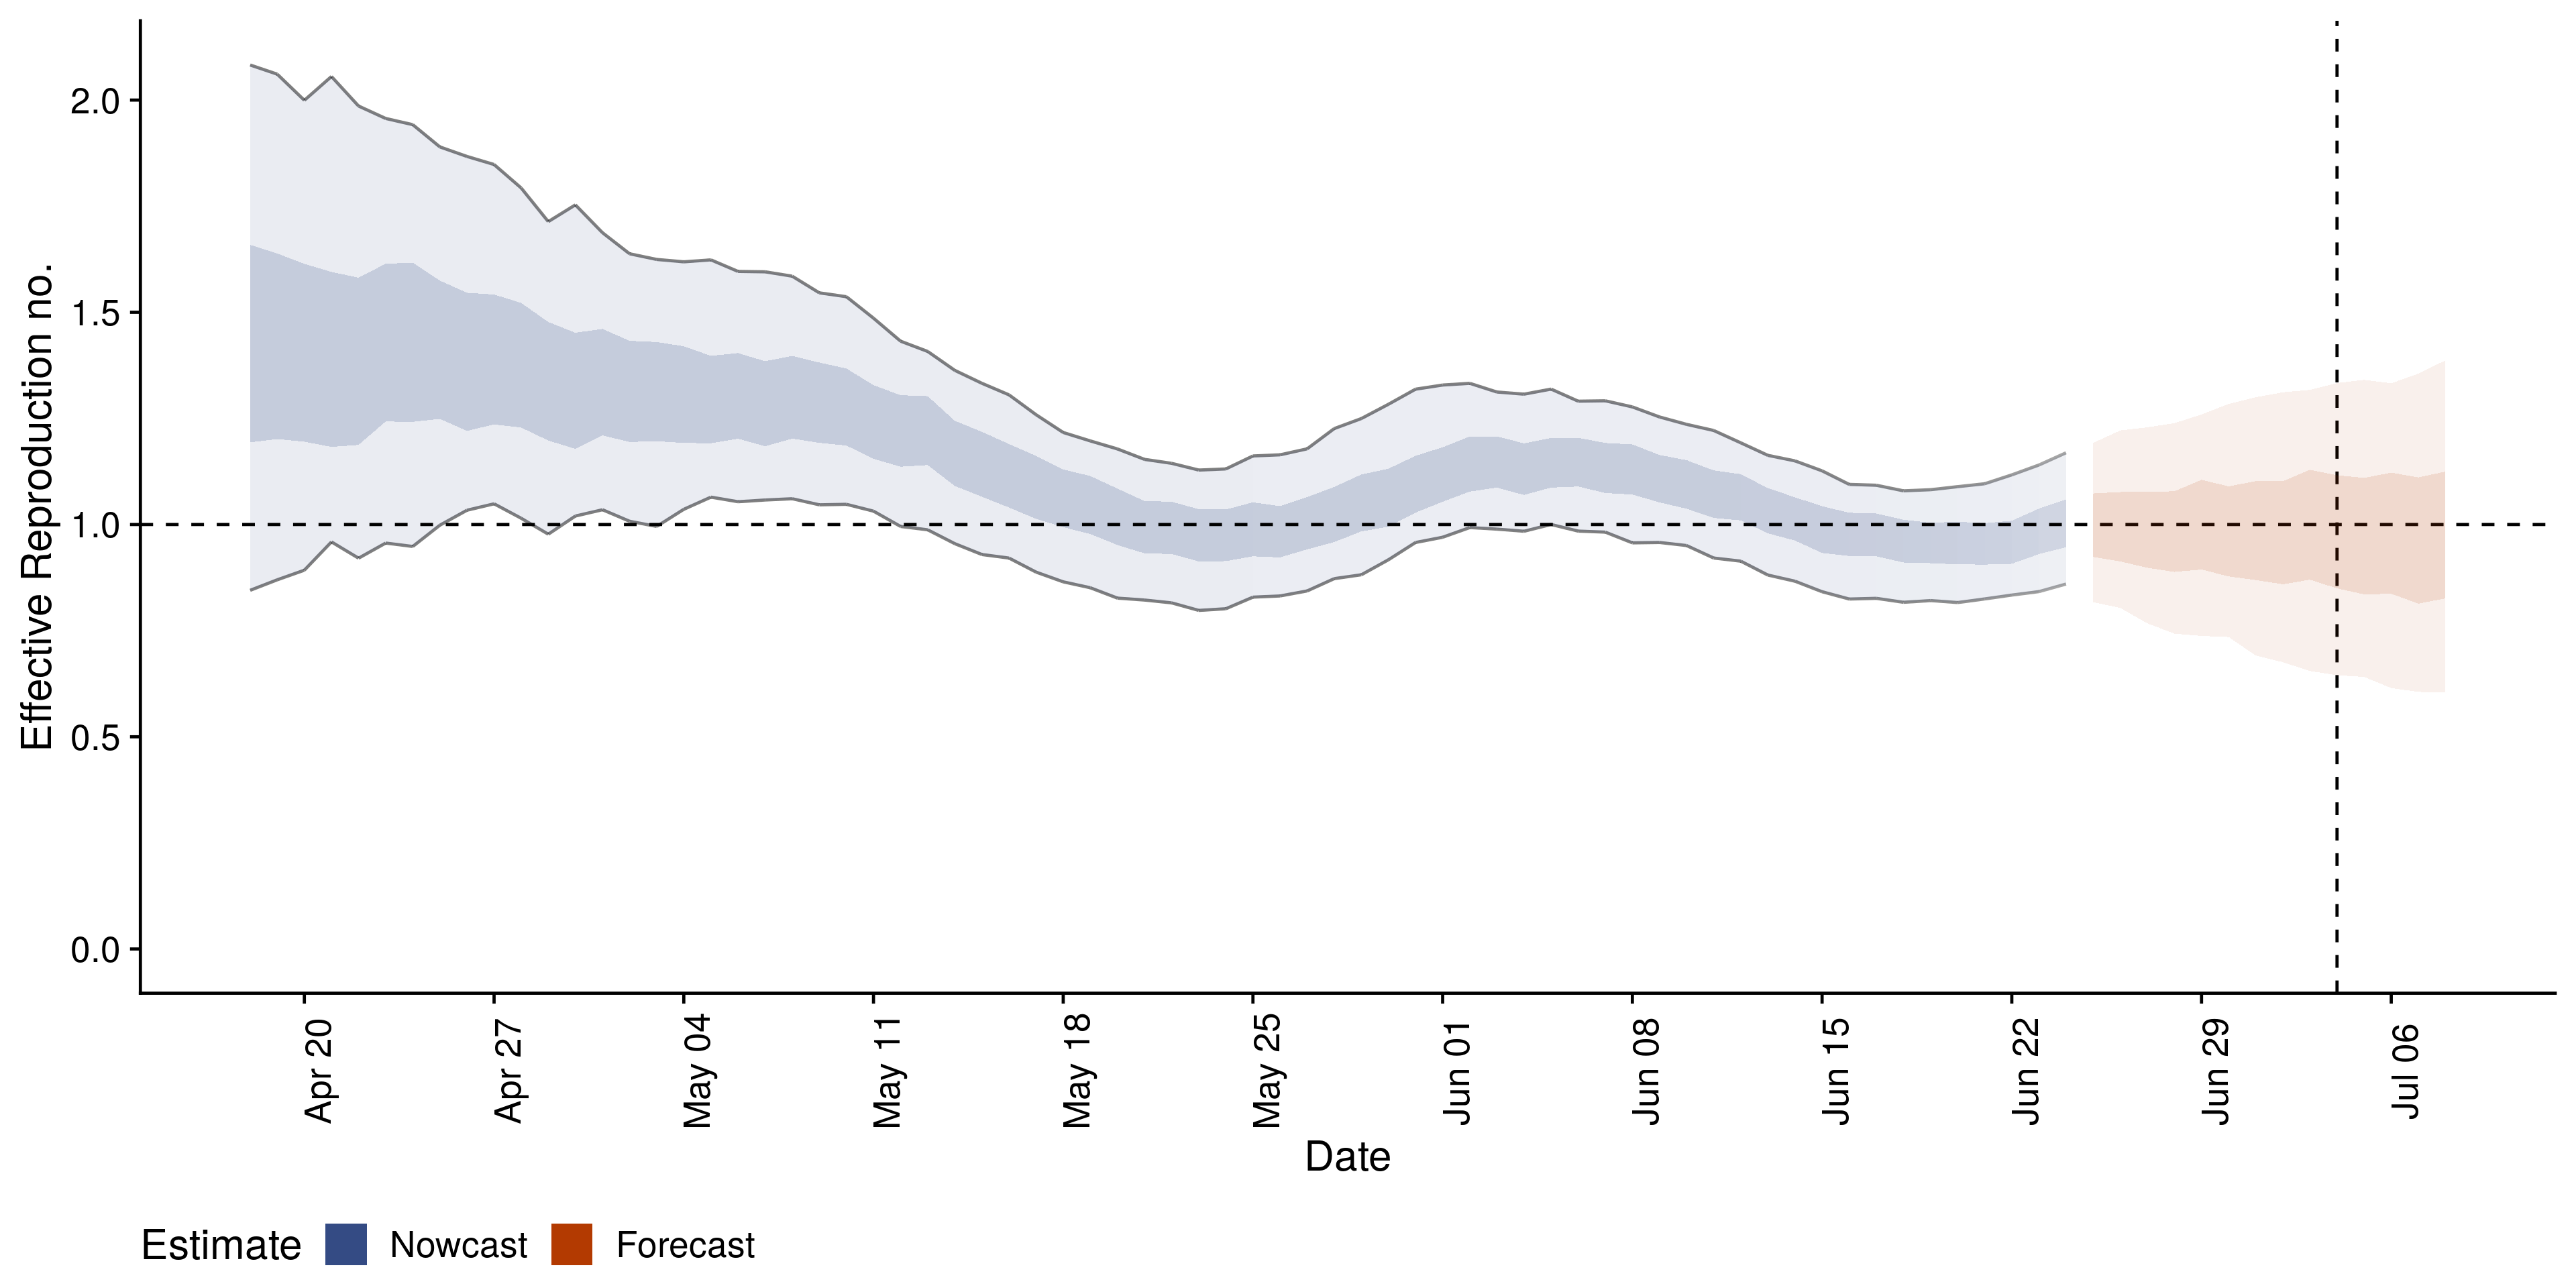 Effective Reproduction no.
2.0
1.5
1.0
0.5
0.0
Apr 20
Apr 27
May 04
May 11
May 18
May 25
Jun 01
Jun 08
Jun 15
Jun 22
Jun 29
Jul 06
Date
Estimate Nowcast Forecast